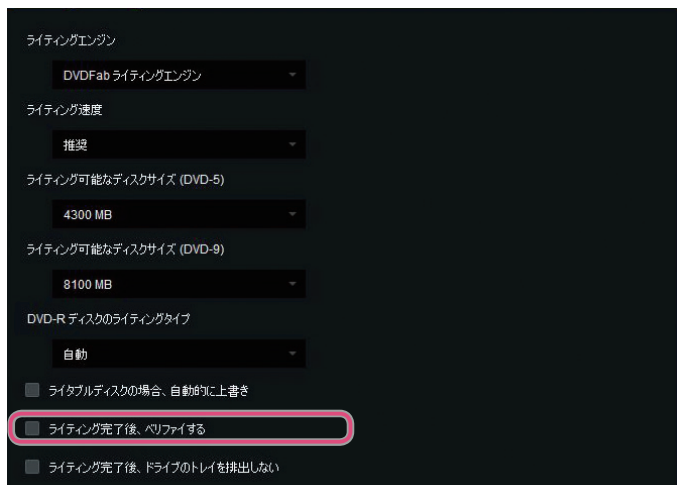 ライティングエンジン
DVDFab ライティングエンジン
ライティング速度
推奨
ライティング可能なディスクサイズ (DVD-5)
4300 MB
ライティング可能なディスクサイズ (DVD-9)
8100 MB
DVD-R ディスクのライティングタイプ
自動
ライタブルディスクの場合、自動的に上書き
ライティング完了後、ベリファイする
ライティング完了後、ドライブのトレイを排出しない